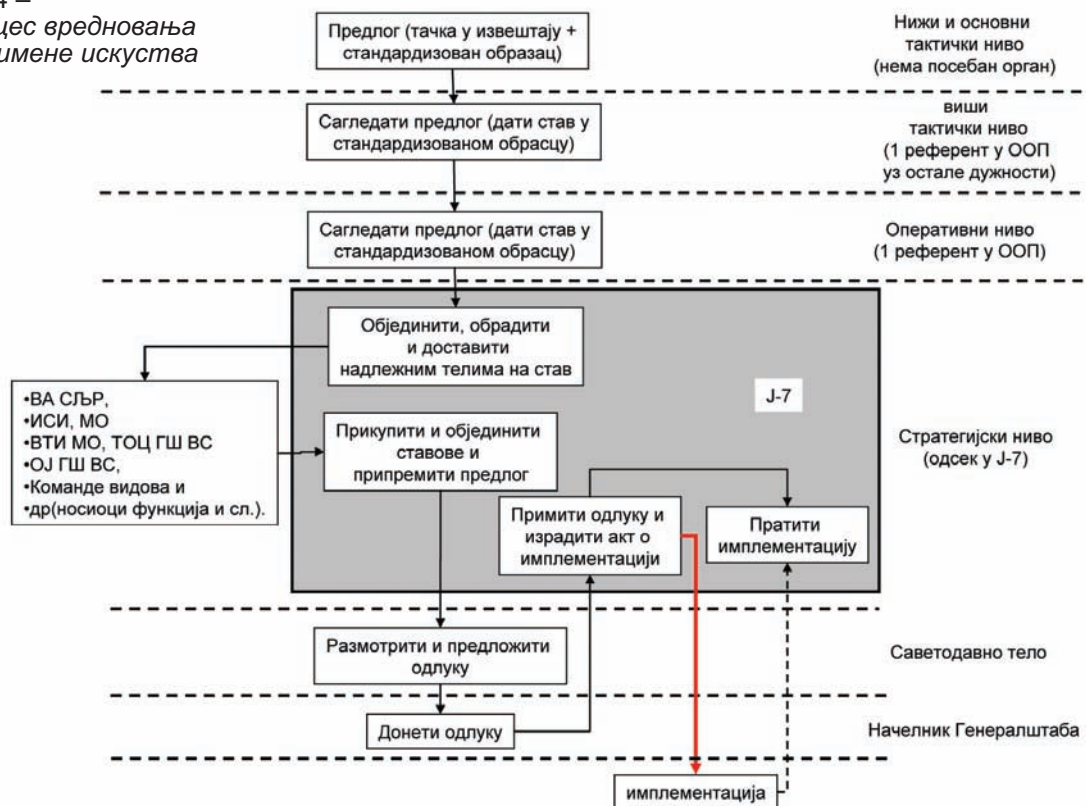 4 –
цес вредновања
имене искуства
Предлог (тачка у извештају +
стандардизован образац)
Нижи и основни
тактички ниво
(нема посебан орган)
Сагледати предлог (дати став у
стандардизованом обрасцу)
виши
тактички ниво
(1 референт у ООП
уз остале дужности)
Сагледати предлог (дати став у
стандардизованом обрасцу)
Оперативни ниво
(1 референт у ООП)
Објединити, обрадити
и доставити
надлежним телима на став
Ј-7
•ВА СЉР,
•ИСИ, МО
•ВТИ МО, ТОЦ ГШ ВС
•ОЈ ГШ ВС,
•Команде видова и
•др(носиоци функција и сл.).
Прикупити и објединити
ставове и
припремити предлог
Стратегијски ниво
(одсек у Ј-7)
Примити одлуку и
израдити акт о
имплементацији
Пратити
имплементацију
Размотрити и предложити
одлуку
Саветодавно тело
Донети одлуку
Начелник Генералштаба
имплементација